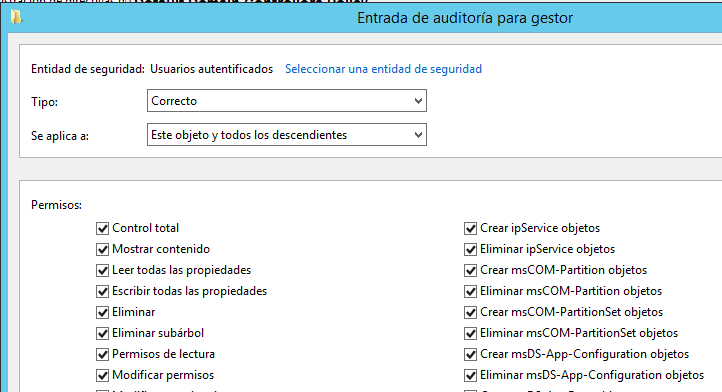 Entrada de auditoría para gestor
Entidad de seguridad: Usuarios autentificados Seleccionar una entidad de seguridad
Tipo: Correcto
Se aplica a: Este objeto y todos los descendientes
Permisos:
Control total Crear ipService objetos
Mostrar contenido Eliminar ipService objetos
Leer todas las propiedades Crear msCOM-Partition objetos
Escribir todas las propiedades Eliminar msCOM-Partition objetos
Eliminar Crear msCOM-PartitionSet objetos
Eliminar subárbol Eliminar msCOM-PartitionSet objetos
Permisos de lectura Crear msDS-App-Configuration objetos
Modificar permisos Eliminar msDS-App-Configuration objetos